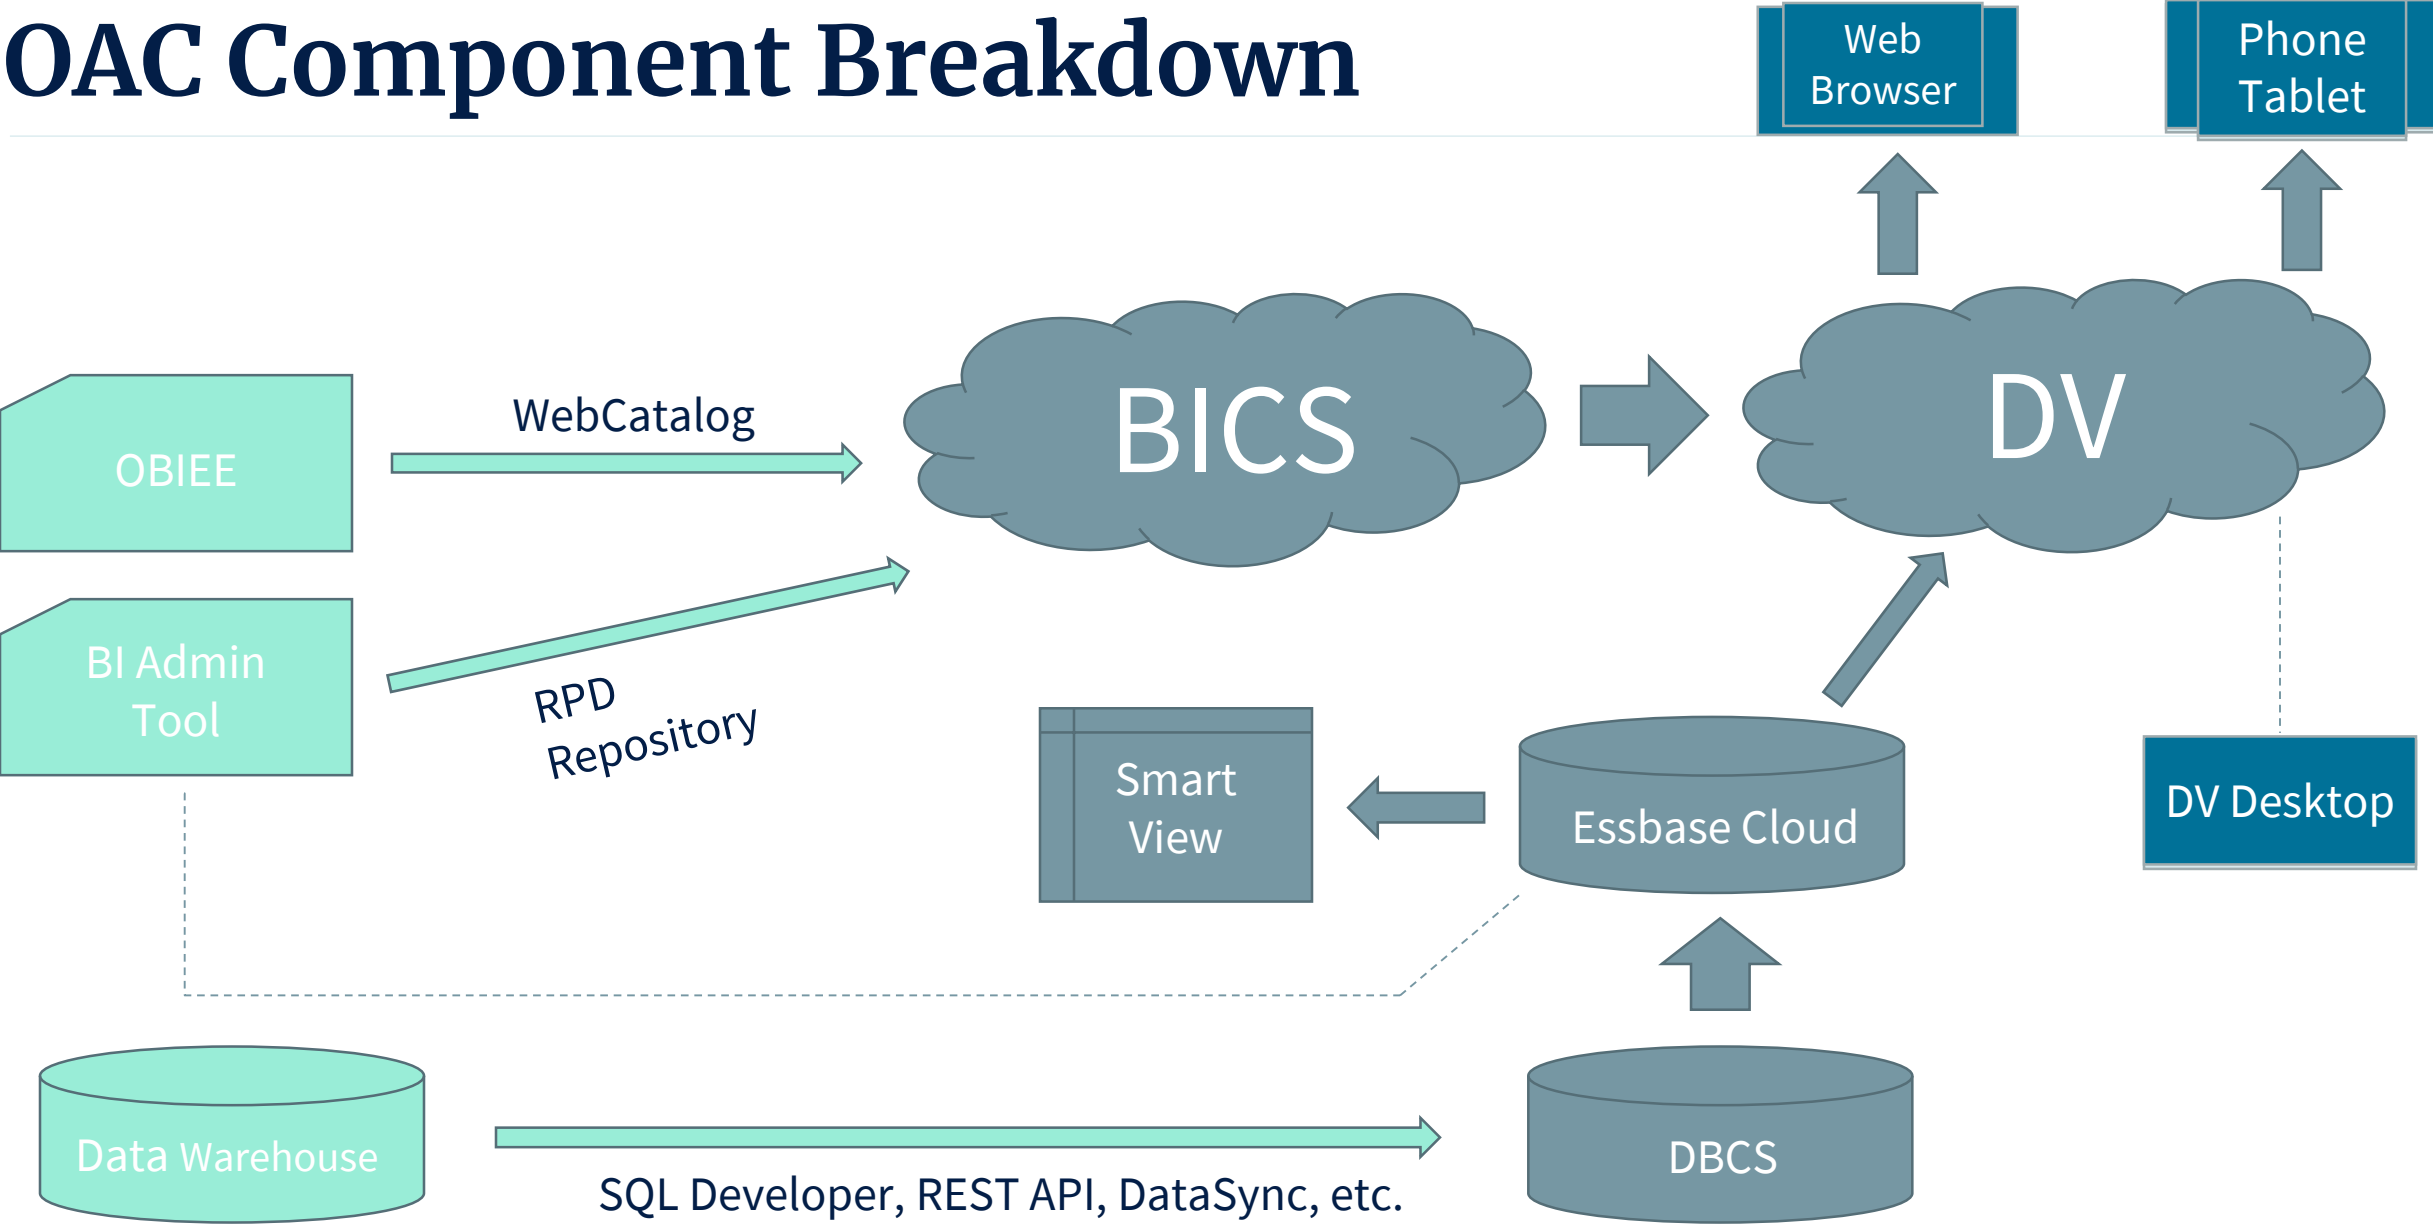 OAC Component Breakdown
Web
Browser
Phone
Tablet
OBIEE
WebCatalog
BICS
DV
BI Admin
Tool
RPD
Repository
Smart
View
Essbase Cloud
DV Desktop
Data Warehouse
SQL Developer, REST API, DataSync, etc.
DBCS